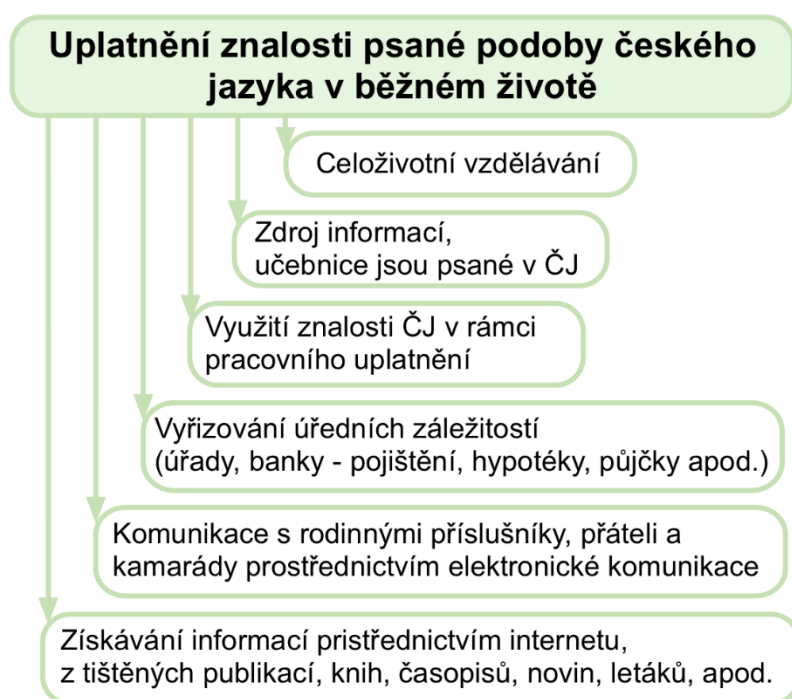 Uplatnění znalosti psané podoby českého
jazyka v běžném životě
Celoživotní vzdělávání
Zdroj informací,
učebnice jsou psané v ČJ
Využití znalosti ČJ v rámci
pracovního uplatnění
Vyřizování úředních záležitostí
(úřady, banky - pojištění, hypotéky, půjčky apod.)
Komunikace s rodinnými příslušníky, přáteli a
kamarády prostřednictvím elektronické komunikace
Získávání informací pristřednictvím internetu,
z tištěných publikací, knih, časopisů, novin, letáků, apod.